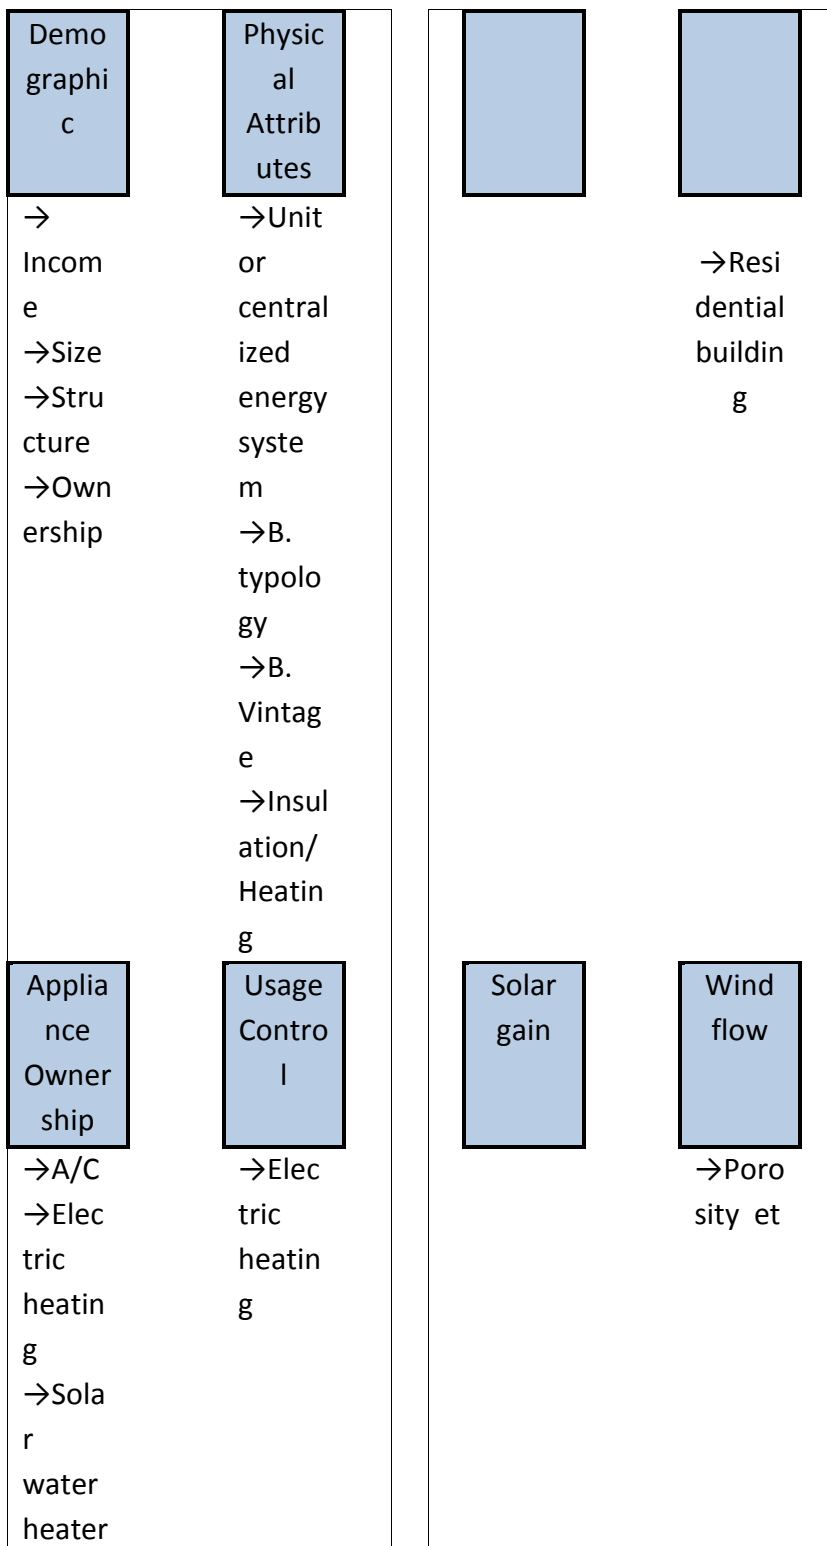 Demo
graphi
c
Physic
al
Attrib
utes
→
Incom
e
→Size
→Stru
cture
→Own
ership
→Unit
or
central
ized
energy
syste
m
→B.
typolo
gy
→B.
Vintag
e
→Insul
ation/
Heatin
g
→Resi
dential
buildin
g
Applia
nce
Owner
ship
Usage
Contro
l
Solar
gain
Wind
flow
→A/C
→Elec
tric
heatin
g
→Sola
r
water
heater
→Elec
tric
heatin
g
→Poro
sity et